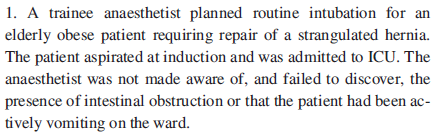 1. A trainee anaesthetist planned routine intubation for an
elderly obese patient requiring repair of a strangulated hernia.
The patient aspirated at induction and was admitted to ICU. The
anaesthetist was not made aware of, and failed to discover, the
presence of intestinal obstruction or that the patient had been ac-
tively vomiting on the ward.